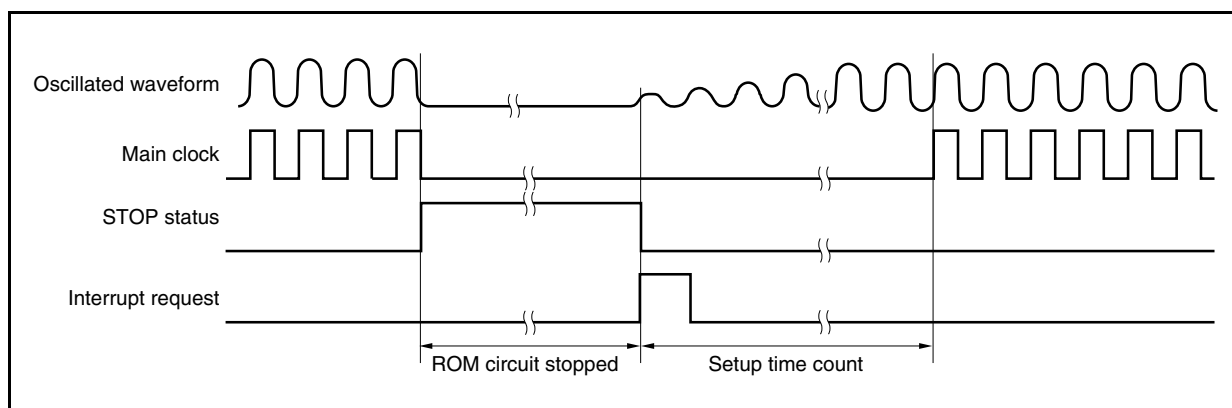 Oscillated waveform
Main clock
STOP status
Interrupt request
ROM circuit stopped
Setup time count